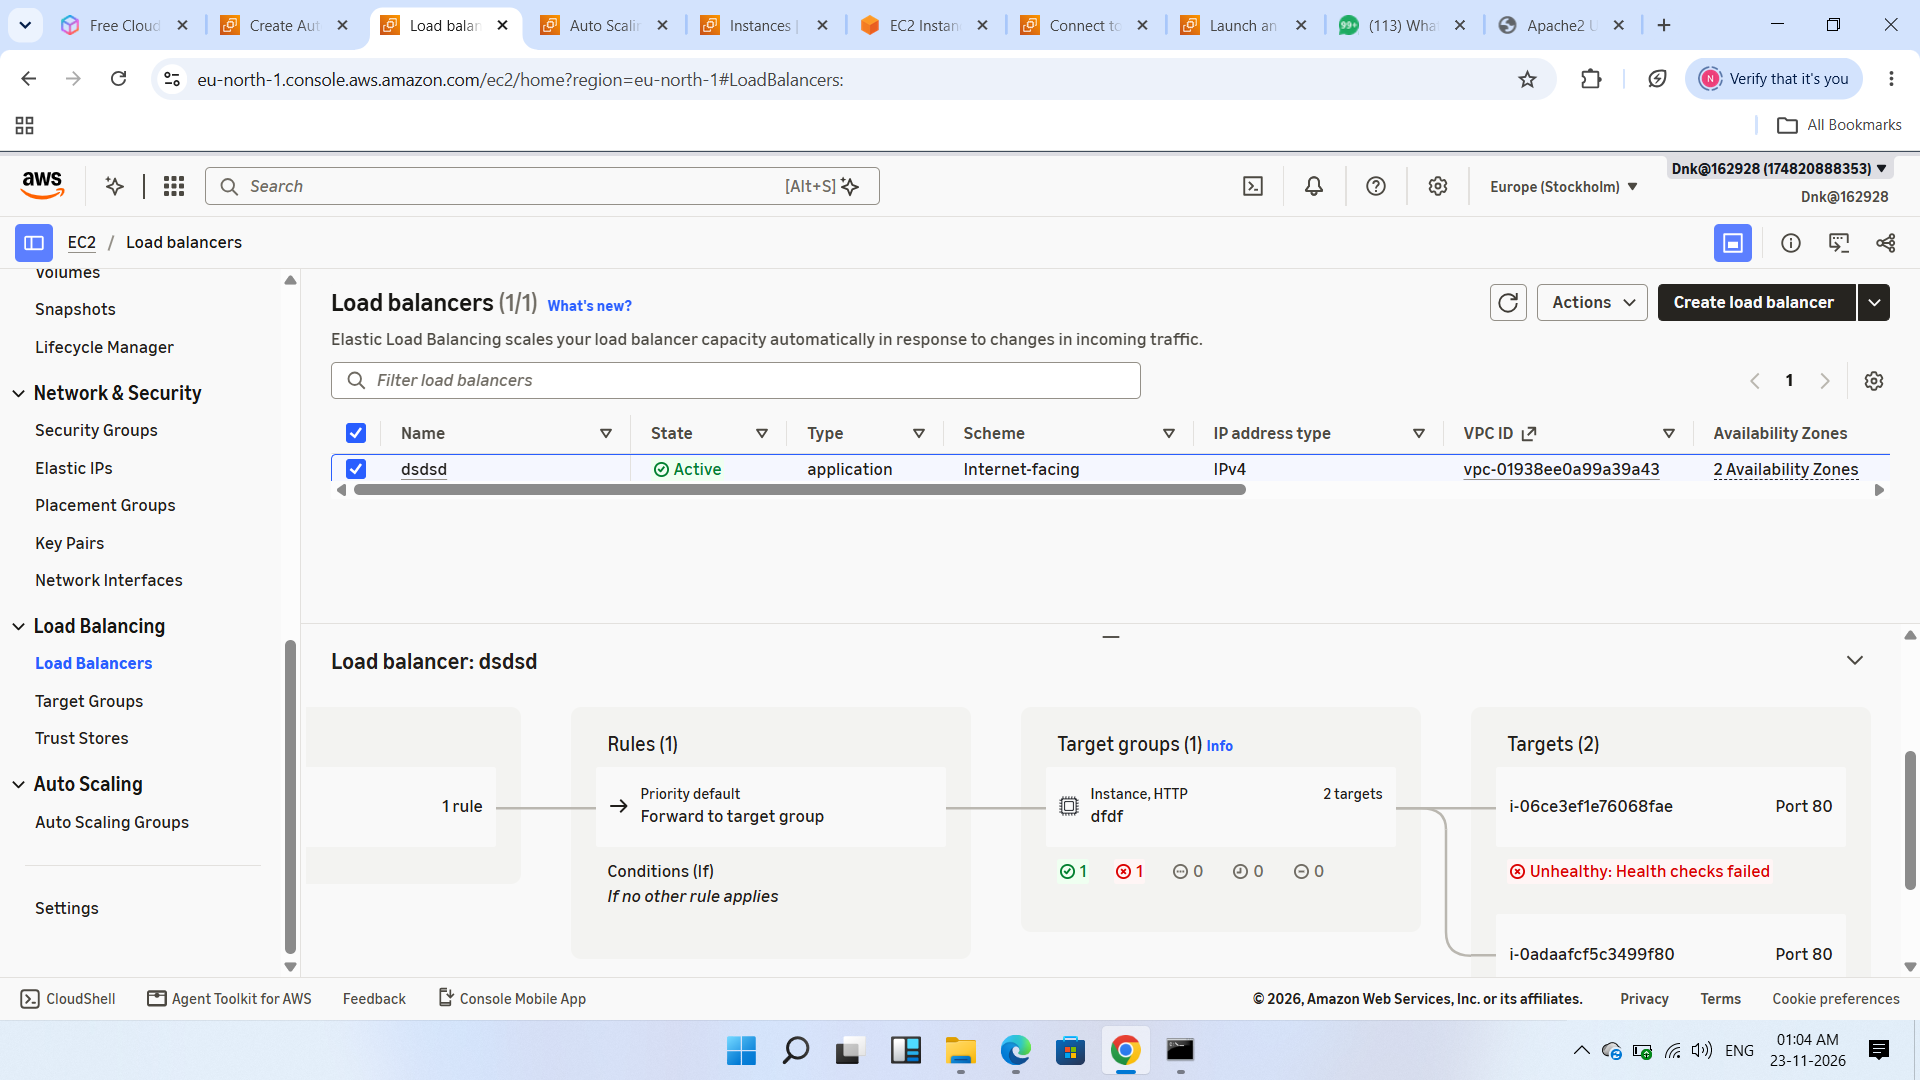 Free Cloud
Create Aut
Load balan
Auto Scalin
Instances |
EC2 Instan
Connect to
Launch an
99+
(113) Wha
Apache2 U
eu-north-1.console.aws.amazon.com/ec2/home?region=eu-north-1#LoadBalancers:
N
Verify that it's you
All Bookmarks
aws
Search
[Alt+S]
Europe (Stockholm)
Dnk@162928 (174820888353)
Dnk@162928
EC2 / Load balancers
Volumes
Snapshots
Lifecycle Manager
Network & Security
Security Groups
Elastic IPs
Placement Groups
Key Pairs
Network Interfaces
Load Balancing
Load Balancers
Target Groups
Trust Stores
Auto Scaling
Auto Scaling Groups
Settings
Load balancers (1/1) What's new?
Actions
Create load balancer
Elastic Load Balancing scales your load balancer capacity automatically in response to changes in incoming traffic.
Filter load balancers
1
Name State Type Scheme IP address type VPC ID Availability Zones
dsdsd Active application Internet-facing IPv4 vpc-01938ee0a99a39a43 2 Availability Zones
Load balancer: dsdsd
1 rule
Rules (1)
Priority default
Forward to target group
Conditions (If)
If no other rule applies
Target groups (1) Info
Instance, HTTP 2 targets
dfdf
1 1 0 0 0
Targets (2)
i-06ce3ef1e76068fae Port 80
Unhealthy: Health checks failed
i-0adaafcf5c3499f80 Port 80
CloudShell
Agent Toolkit for AWS
Feedback
Console Mobile App
© 2026, Amazon Web Services, Inc. or its affiliates.
Privacy
Terms
Cookie preferences
ENG
01:04 AM
23-11-2026